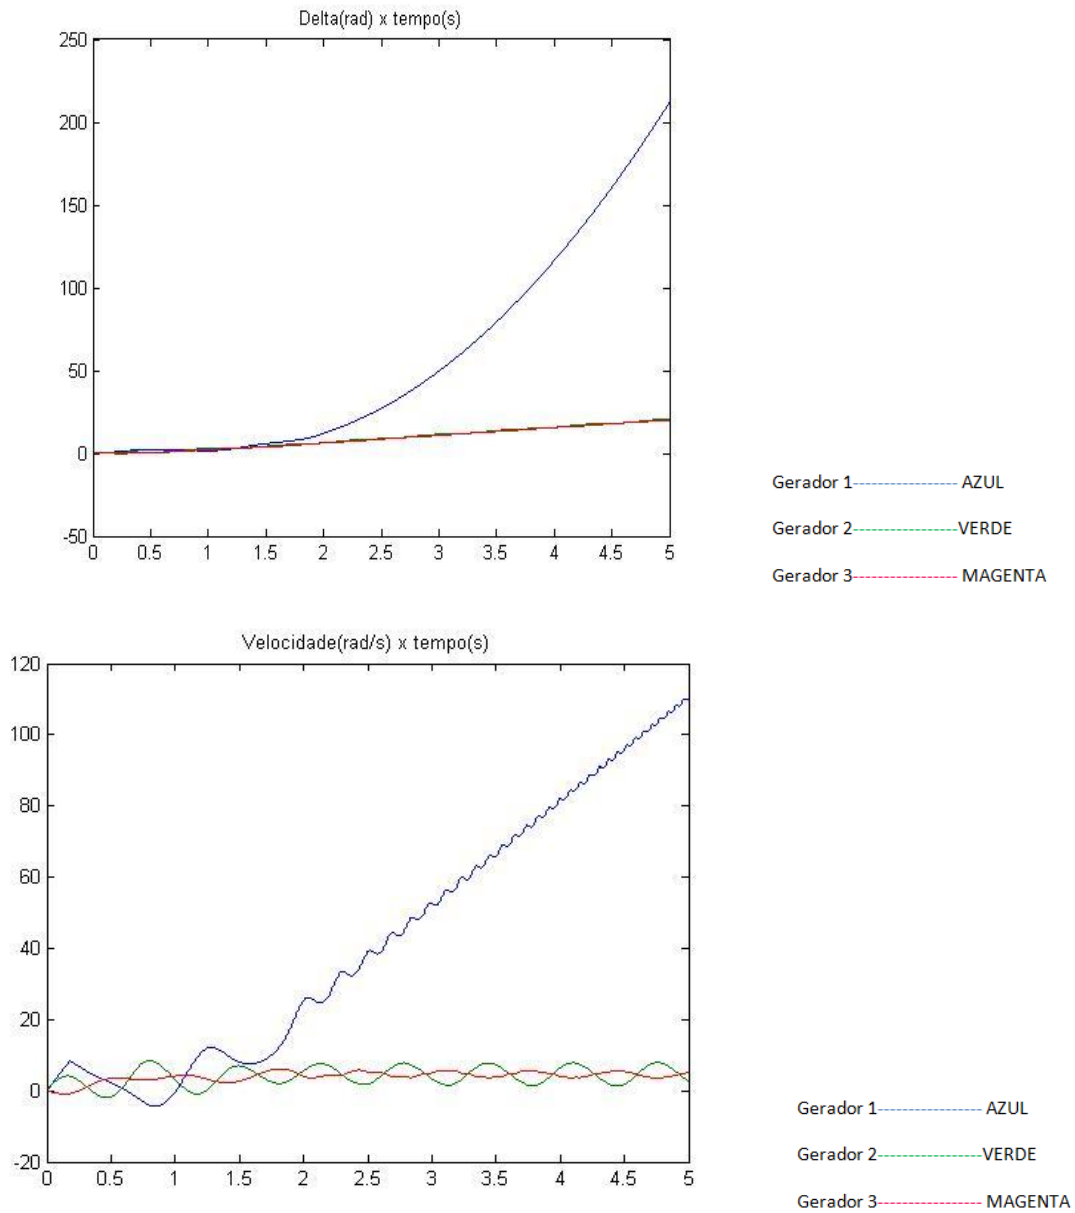 Delta(rad) x tempo(s)
250
200
150
100
50
0
-50
0 0.5 1 1.5 2 2.5 3 3.5 4 4.5 5
Gerador 1--------------- AZUL
Gerador 2---------------VERDE
Gerador 3--------------- MAGENTA
Velocidade(rad/s) x tempo(s)
120
100
80
60
40
20
0
-20
0 0.5 1 1.5 2 2.5 3 3.5 4 4.5 5
Gerador 1--------------- AZUL
Gerador 2---------------VERDE
Gerador 3--------------- MAGENTA